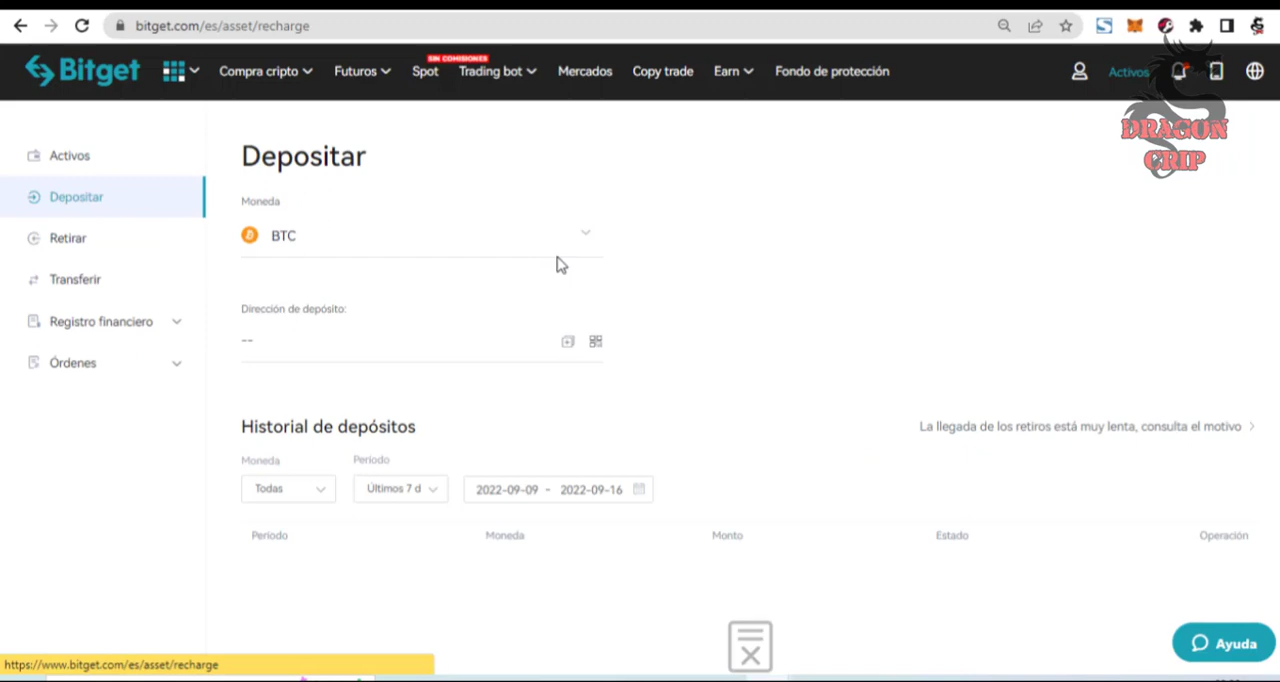 bitget.com/es/asset/recharge
Bitget
Compra cripto
Futuros
Spot
SIN COMISIONES
Trading bot
Mercados
Copy trade
Earn
Fondo de protección
Activos
DRAGON
CRIP
Activos
Depositar
Retirar
Transferir
Registro financiero
Órdenes
Depositar
Moneda
BTC
Dirección de depósito:
--
Historial de depósitos
La llegada de los retiros está muy lenta, consulta el motivo
Moneda
Período
Todas
Últimos 7 d
2022-09-09 - 2022-09-16
Período
Moneda
Monto
Estado
Operación
Ayuda
https://www.bitget.com/es/asset/recharge